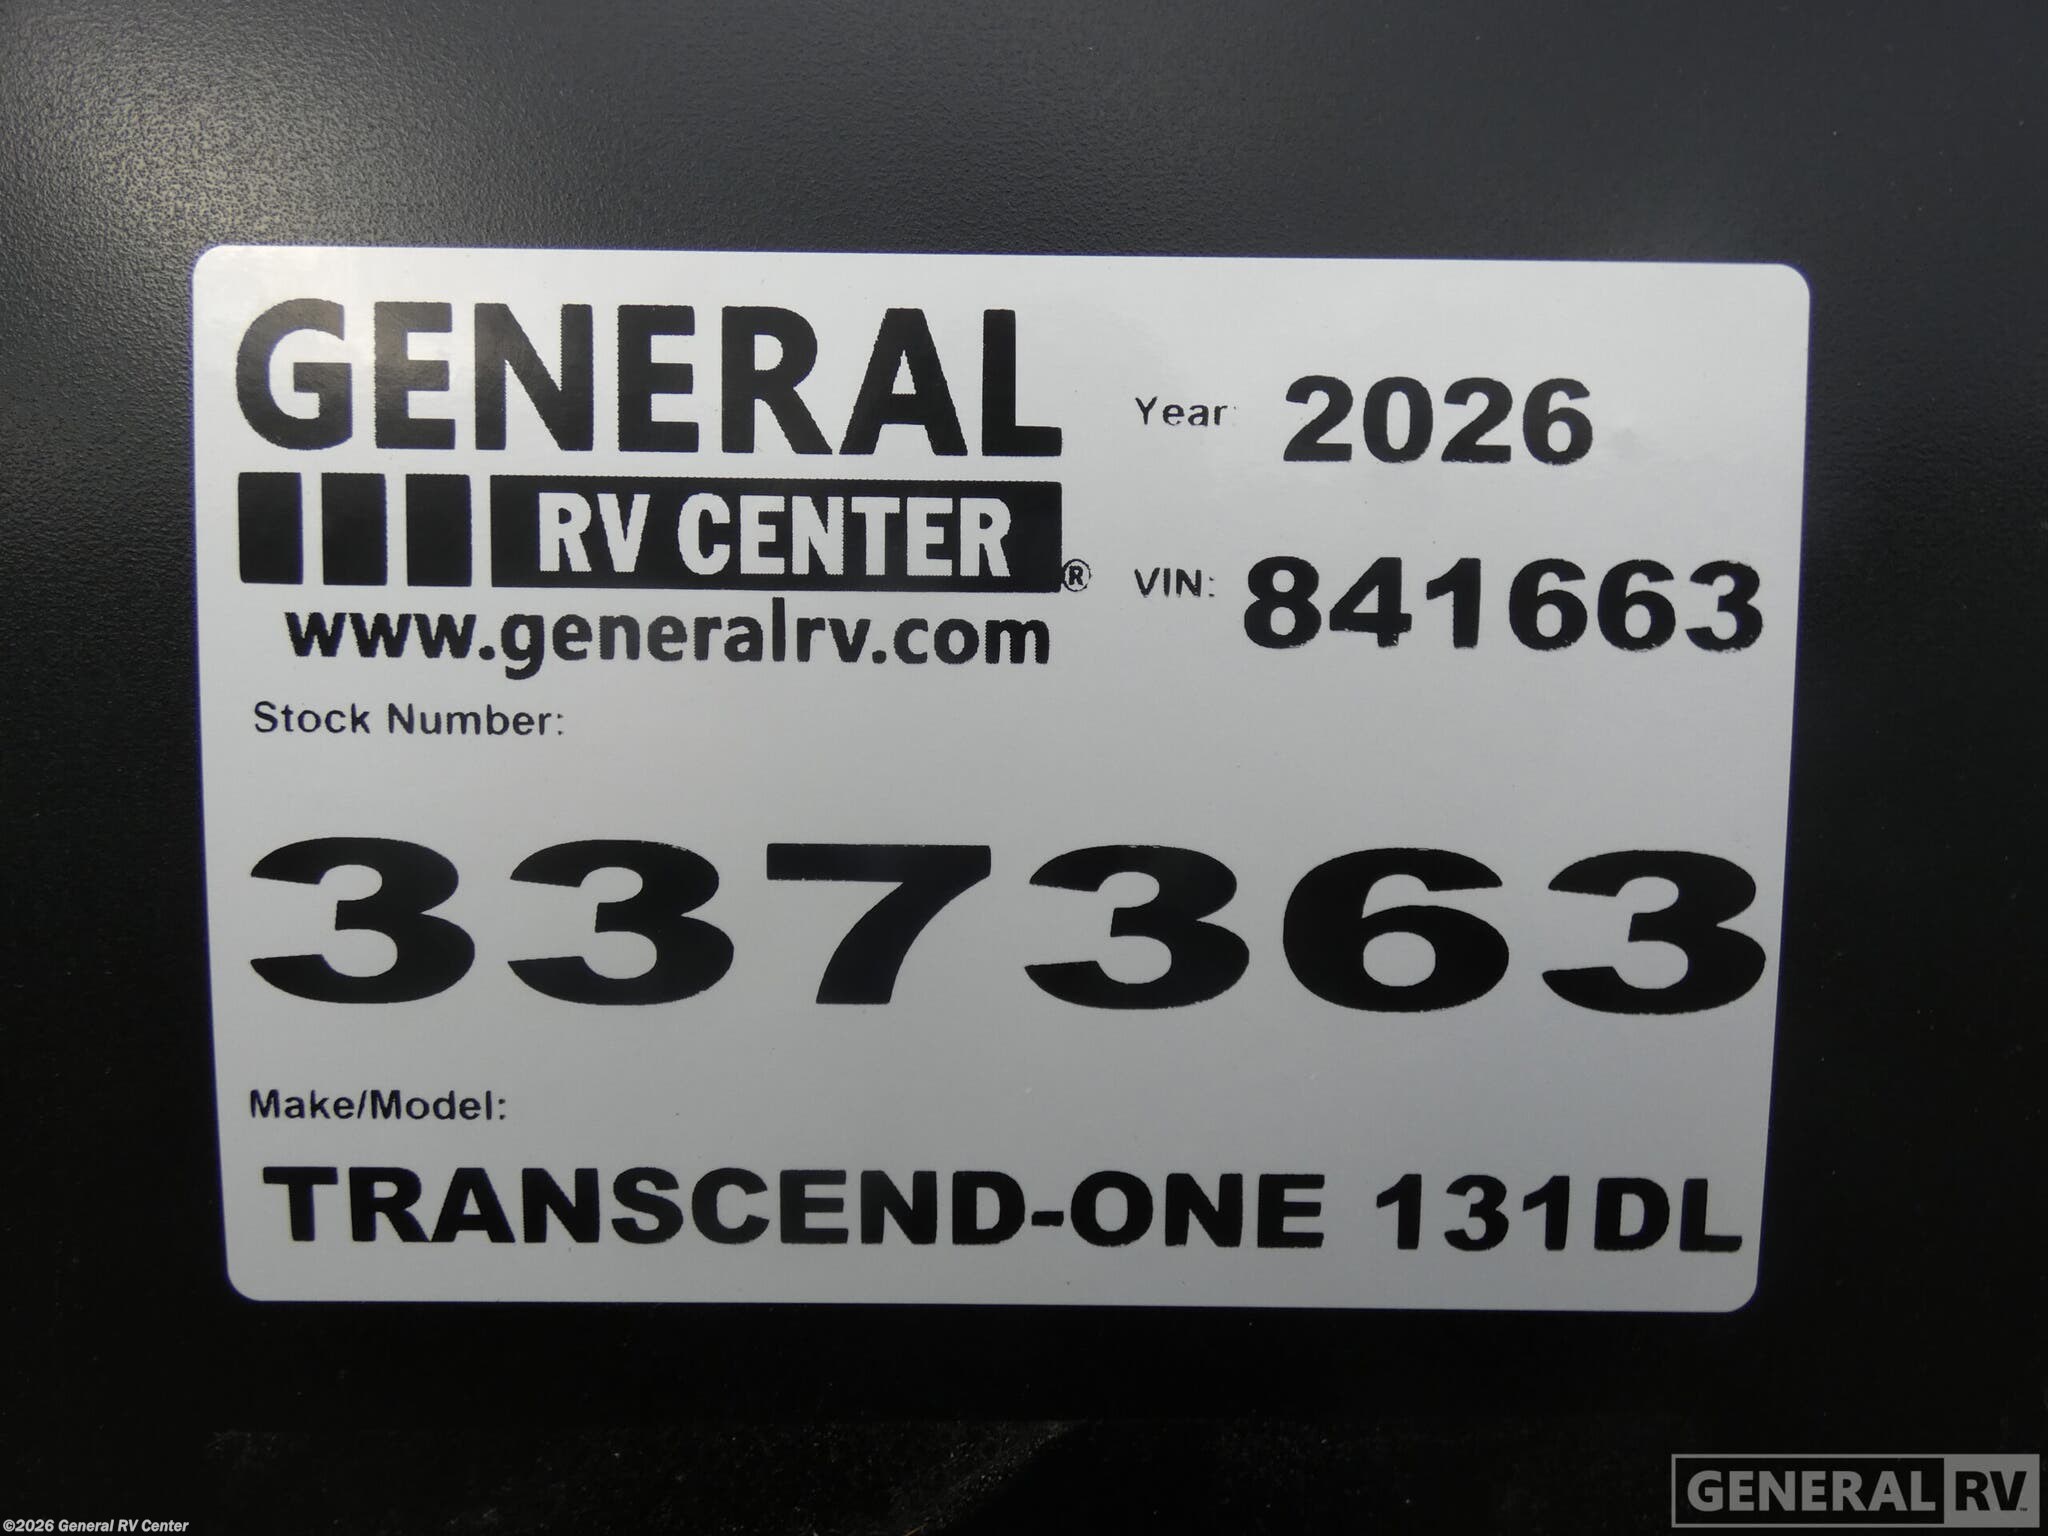 GENERAL
RV CENTER®
www.generalrv.com
Year: 2026
VIN: 841663
Stock Number:
337363
Make/Model:
TRANSCEND-ONE 131DL
GENERAL RV
©2026 General RV Center